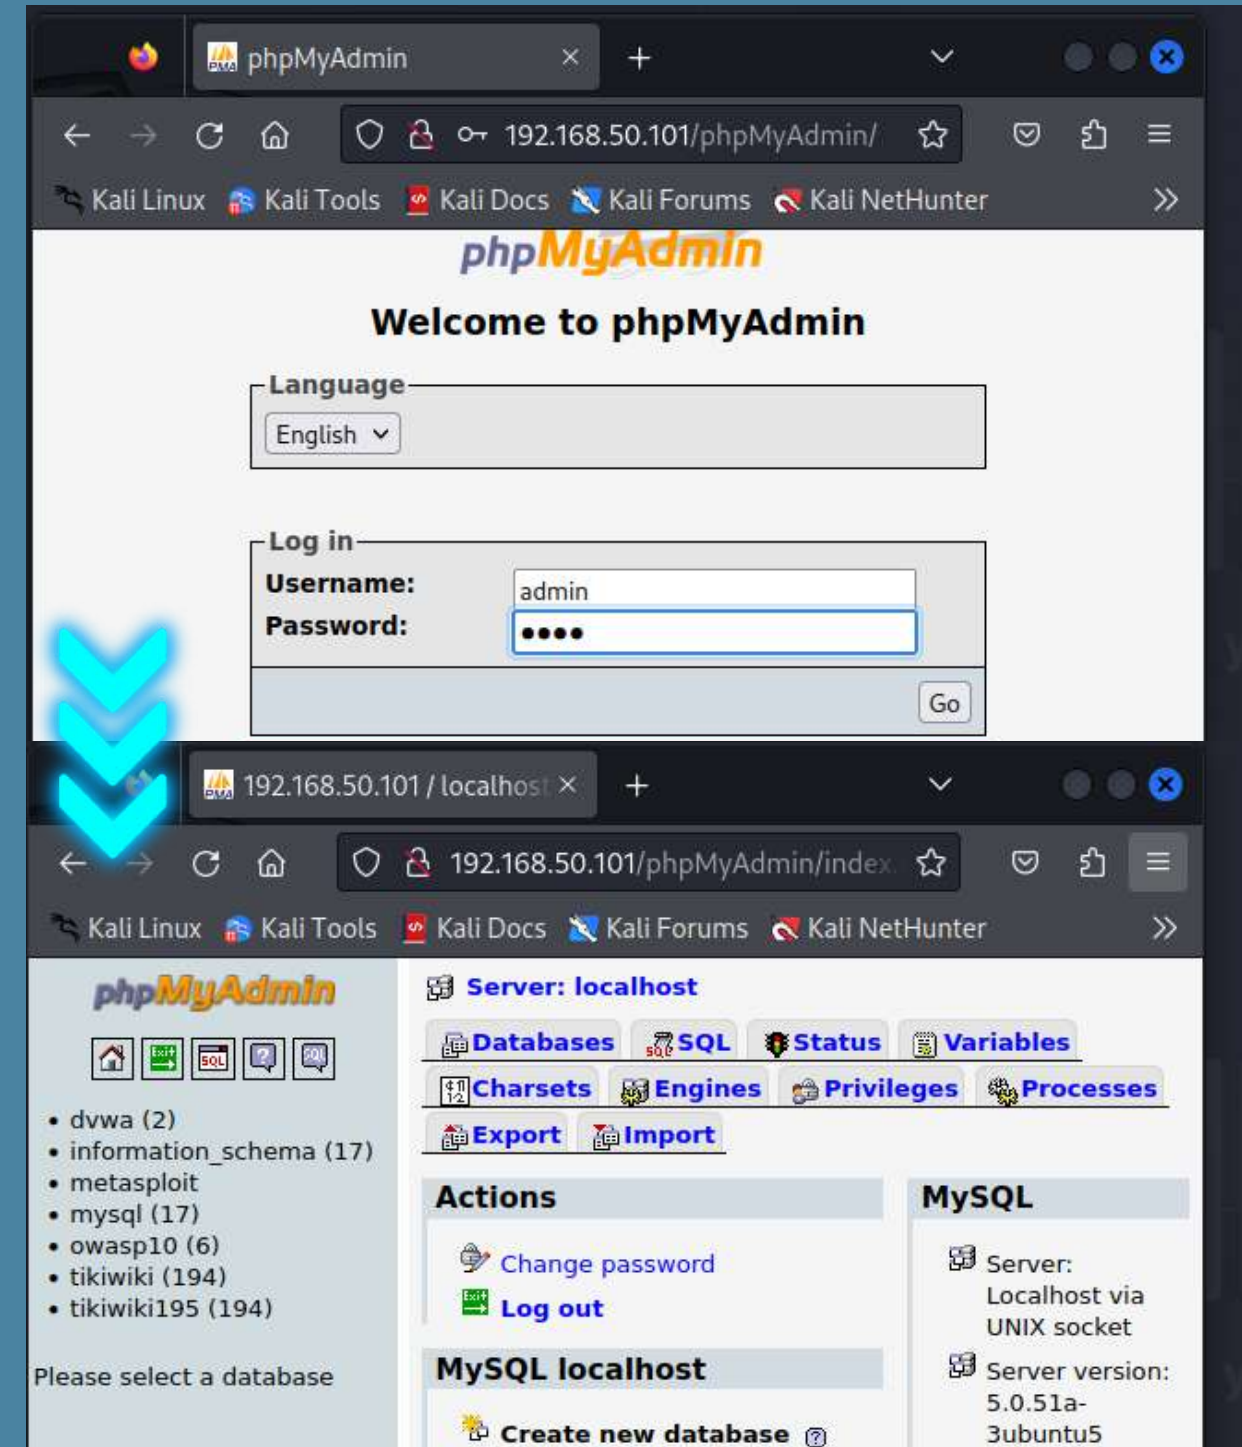 phpMyAdmin
192.168.50.101/phpMyAdmin/
Kali Linux Kali Tools Kali Docs Kali Forums Kali NetHunter
phpMyAdmin
Welcome to phpMyAdmin
Language
English
Log in
Username: admin
Password: ••••
Go
192.168.50.101 / localhost
192.168.50.101/phpMyAdmin/index.
Kali Linux Kali Tools Kali Docs Kali Forums Kali NetHunter
phpMyAdmin
Exit SQL ? SQL
• dvwa (2)
• information_schema (17)
• metasploit
• mysql (17)
• owasp10 (6)
• tikiwiki (194)
• tikiwiki195 (194)
Please select a database
Server: localhost
Databases SQL Status Variables
Charsets Engines Privileges Processes
Export Import
Actions
Change password
Log out
MySQL localhost
Create new database ?
MySQL
Server:
Localhost via
UNIX socket
Server version:
5.0.51a-
3ubuntu5